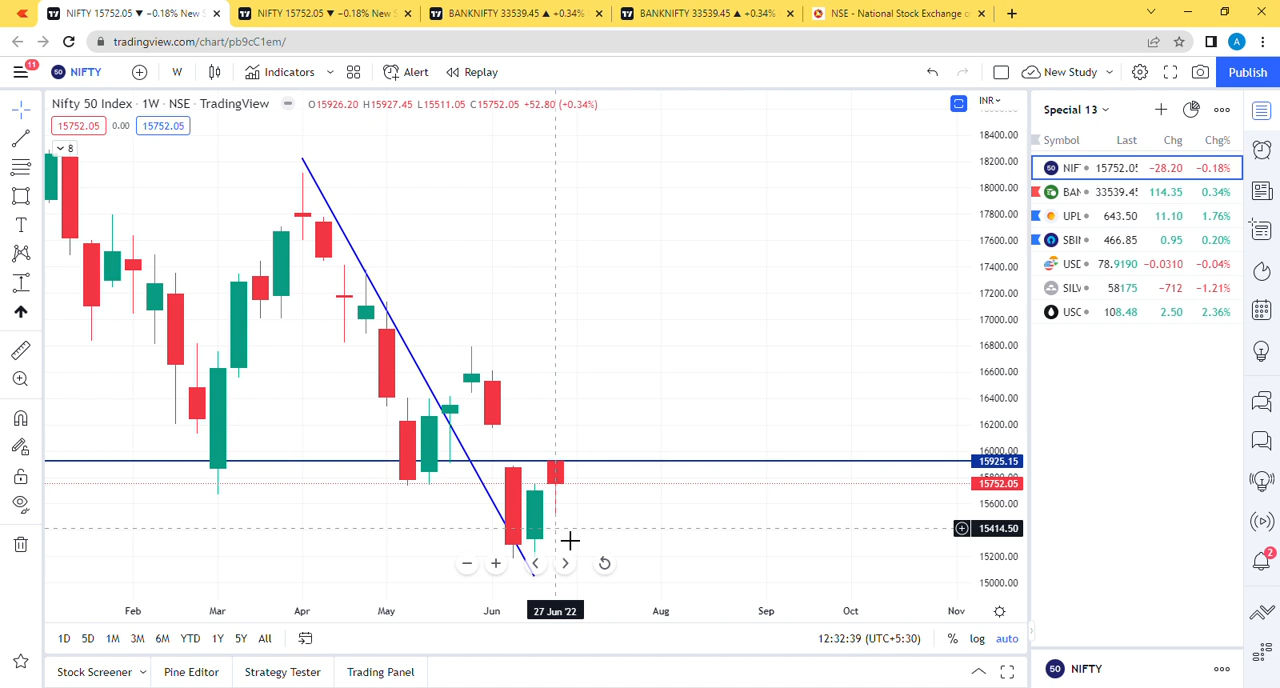 NIFTY 15752.05 ▼ −0.18% New S
NIFTY 15752.05 ▼ −0.18% New S
BANKNIFTY 33539.45 ▲ +0.34%
BANKNIFTY 33539.45 ▲ +0.34%
NSE - National Stock Exchange o
tradingview.com/chart/pb9cC1em/
A
11
50 NIFTY
W
Indicators
Alert
Replay
New Study
Publish
Nifty 50 Index · 1W · NSE · TradingView
O15926.20 H15927.45 L15511.05 C15752.05 +52.80 (+0.34%)
INR
15752.05 0.00 15752.05
8
18400.00
18200.00
18000.00
17800.00
17600.00
17400.00
17200.00
17000.00
16800.00
16600.00
16400.00
16200.00
16000.00
15925.15
15752.05
15600.00
15414.50
15200.00
15000.00
Feb Mar Apr May Jun 27 Jun '22 Aug Sep Oct Nov
1D 5D 1M 3M 6M YTD 1Y 5Y All
12:32:39 (UTC+5:30) % log auto
Stock Screener Pine Editor Strategy Tester Trading Panel
Special 13
Symbol Last Chg Chg%
50 NIF 15752.05 −28.20 −0.18%
BAN 33539.45 114.35 0.34%
UPL 643.50 11.10 1.76%
SBI 466.85 0.95 0.20%
USD 78.9190 −0.0310 −0.04%
SILV 58175 −712 −1.21%
USO 108.48 2.50 2.36%
2
50 NIFTY